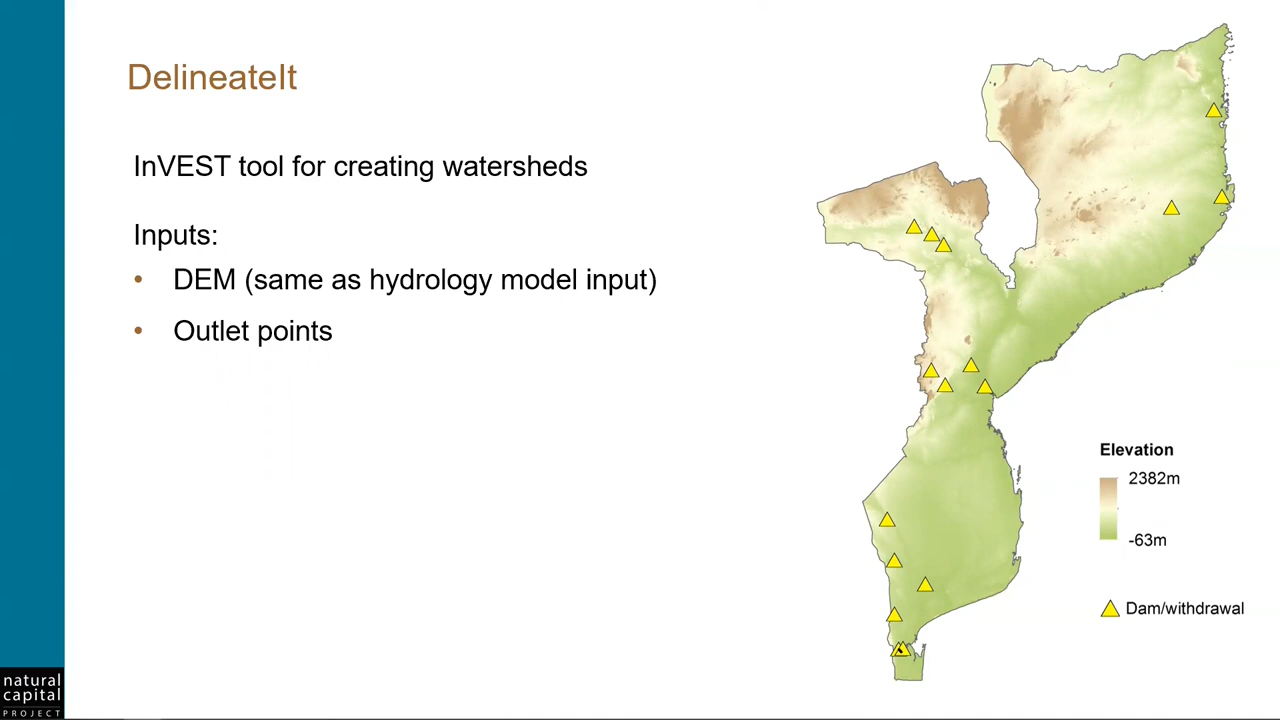 DelineateIt
InVEST tool for creating watersheds
Inputs:
• DEM (same as hydrology model input)
• Outlet points
Elevation
2382m
-63m
Dam/withdrawal
natural
capital
PROJECT